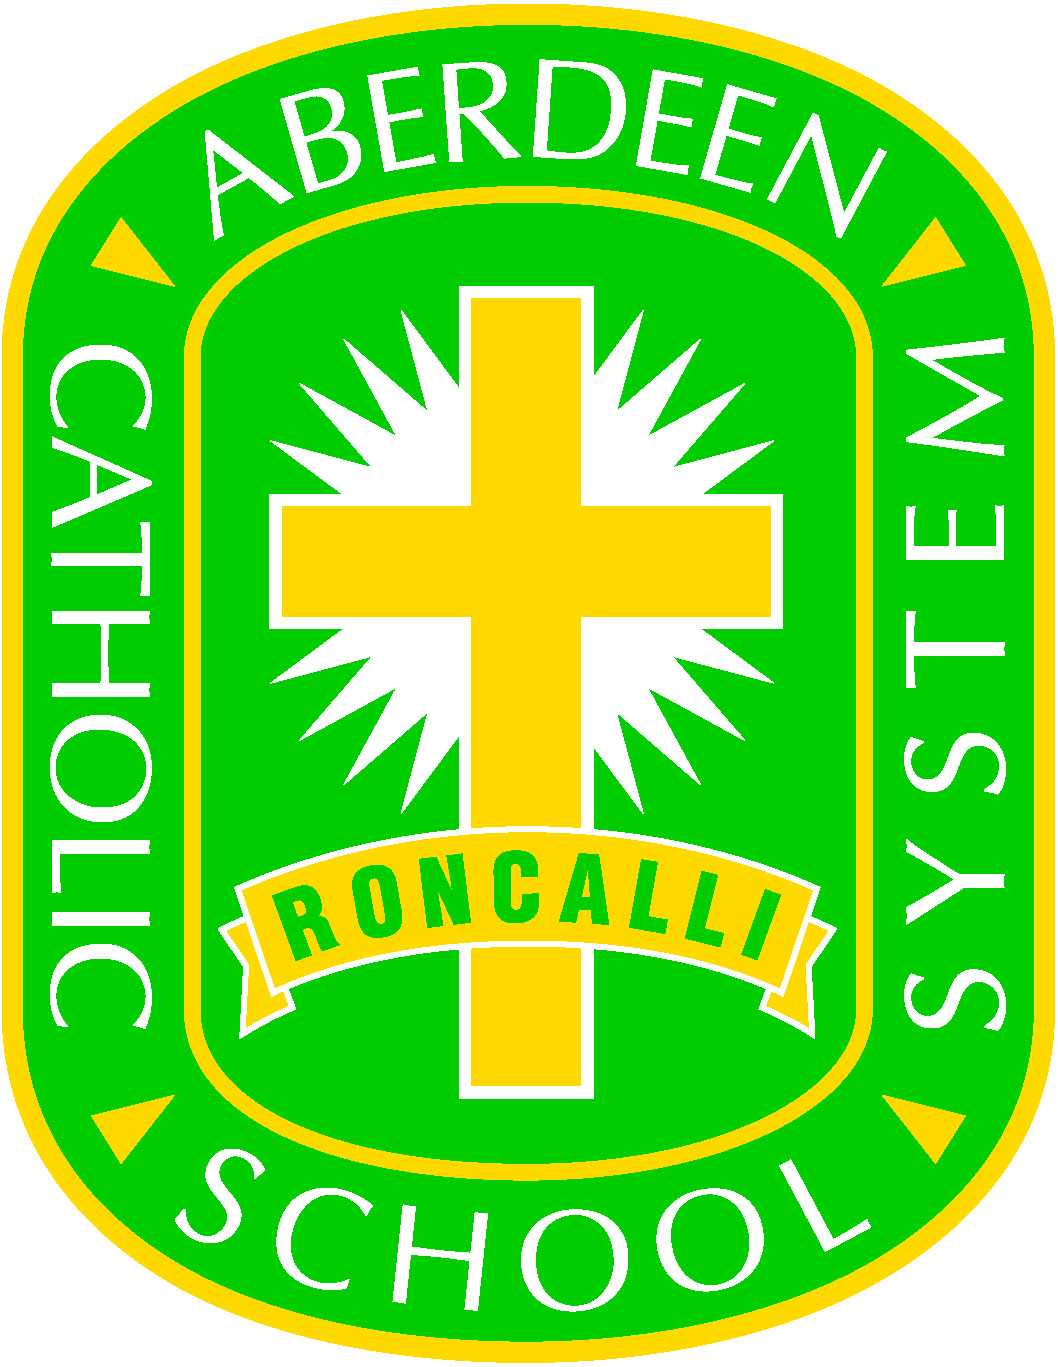 ABERDEEN
CATHOLIC
SCHOOL
SYSTEM
RONCALLI